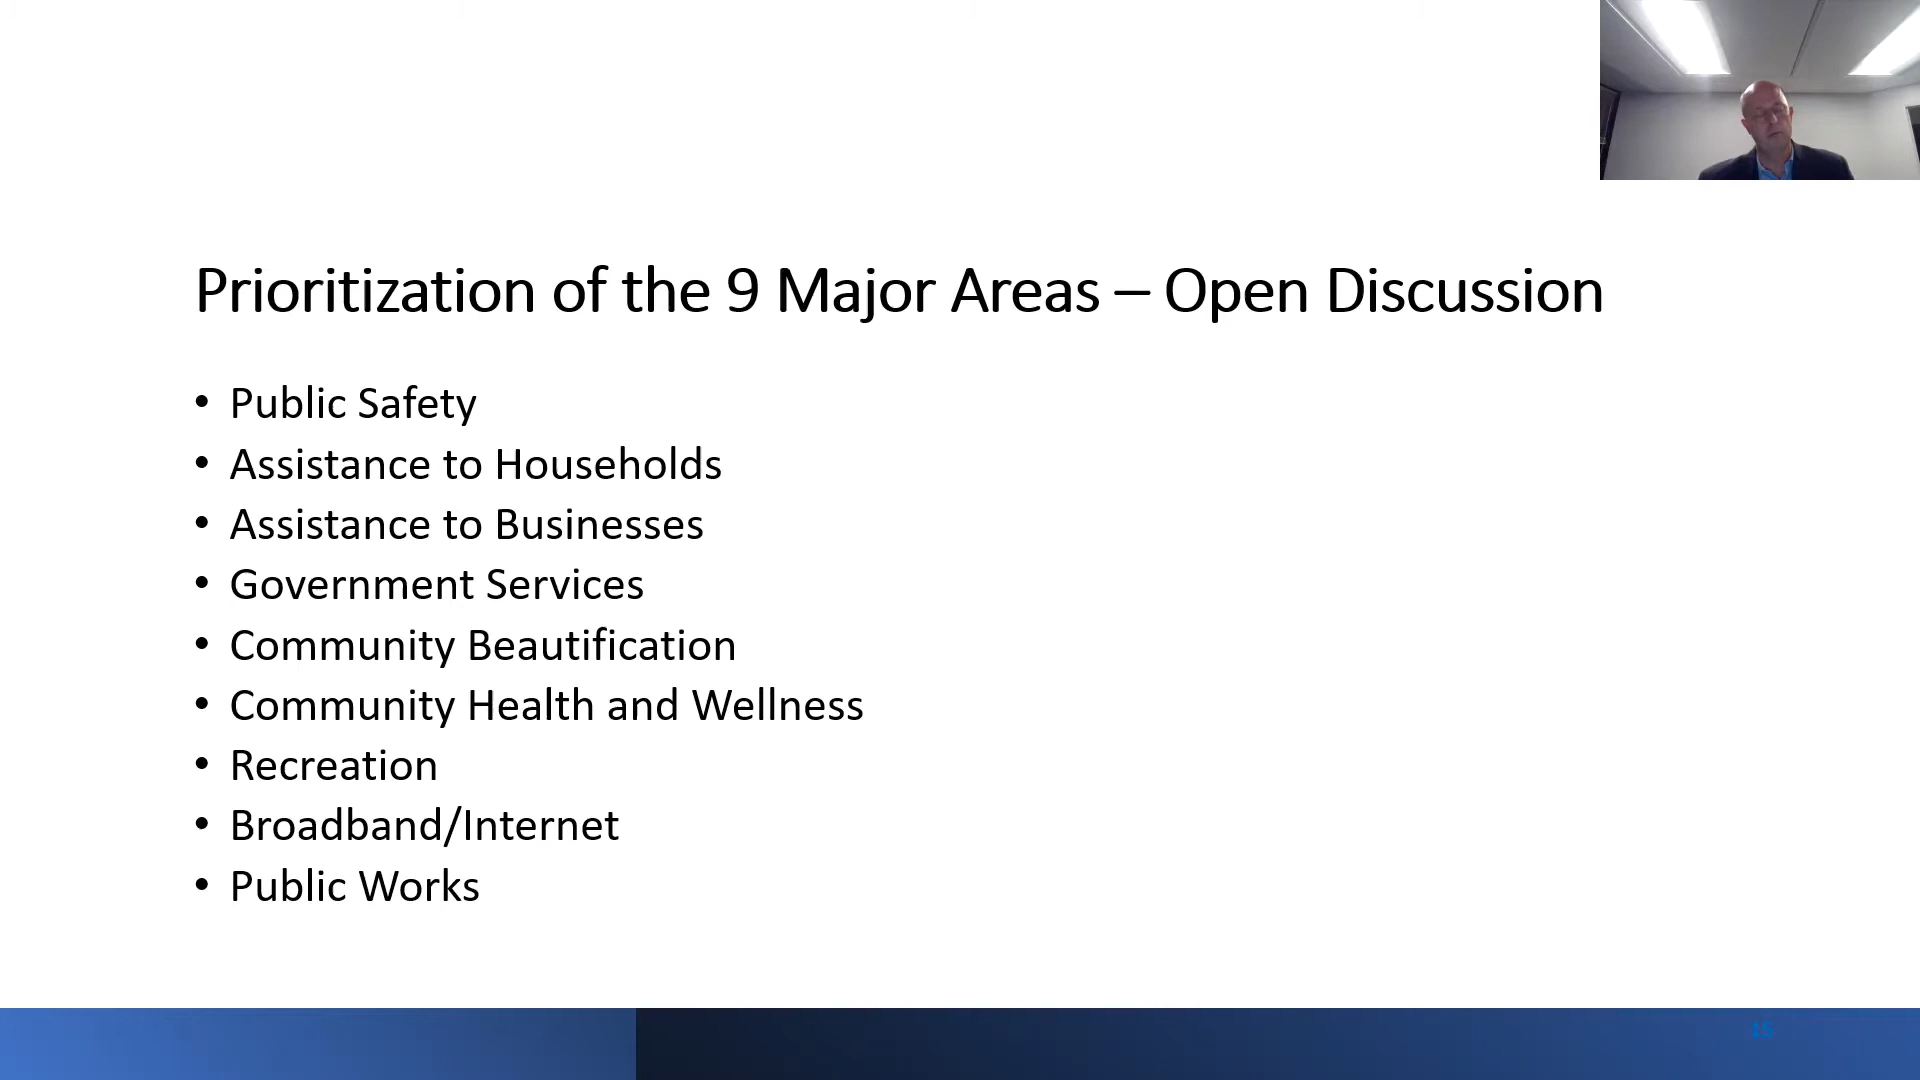 Prioritization of the 9 Major Areas – Open Discussion
• Public Safety
• Assistance to Households
• Assistance to Businesses
• Government Services
• Community Beautification
• Community Health and Wellness
• Recreation
• Broadband/Internet
• Public Works
15